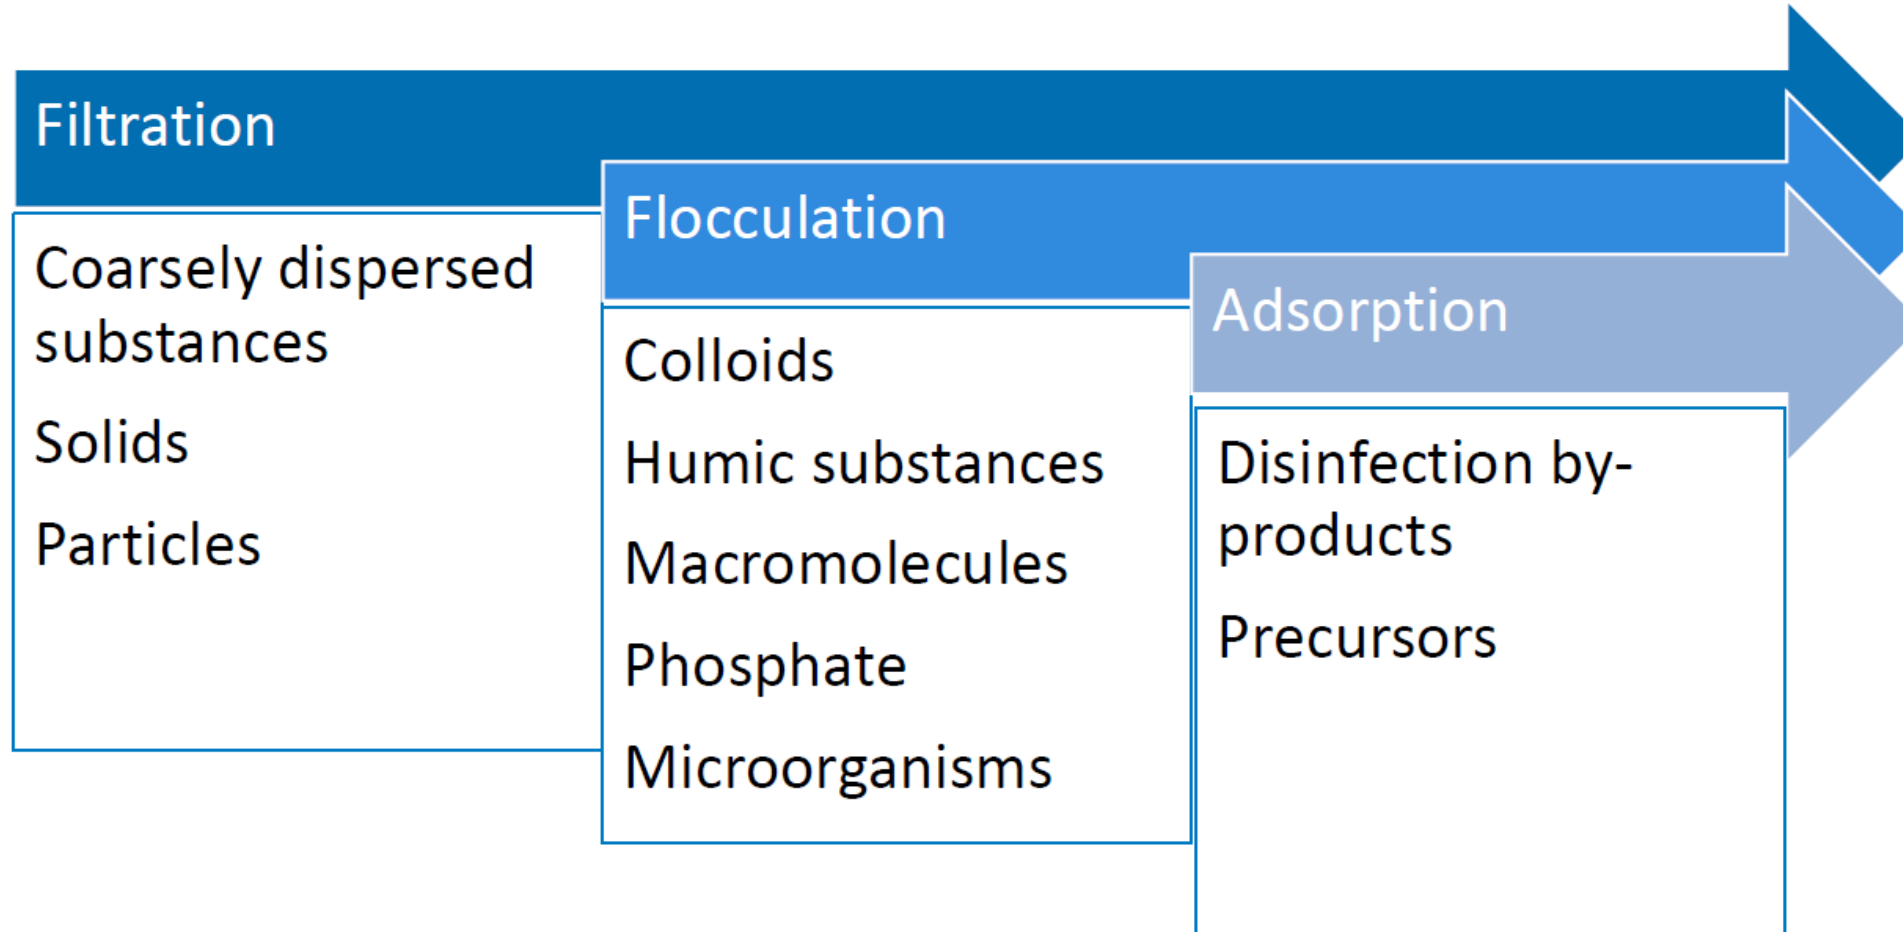 Filtration
Coarsely dispersed
substances
Solids
Particles
Flocculation
Colloids
Humic substances
Macromolecules
Phosphate
Microorganisms
Adsorption
Disinfection by-
products
Precursors